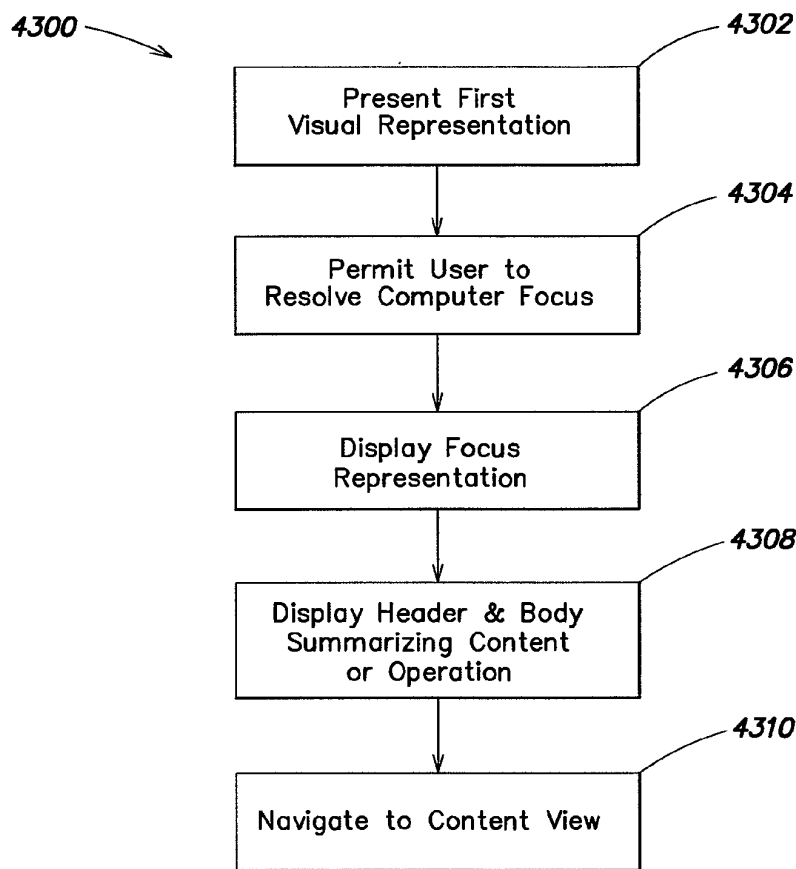 4300
4302
Present First
Visual Representation
4304
Permit User to
Resolve Computer Focus
4306
Display Focus
Representation
4308
Display Header & Body
Summarizing Content
or Operation
4310
Navigate to Content View